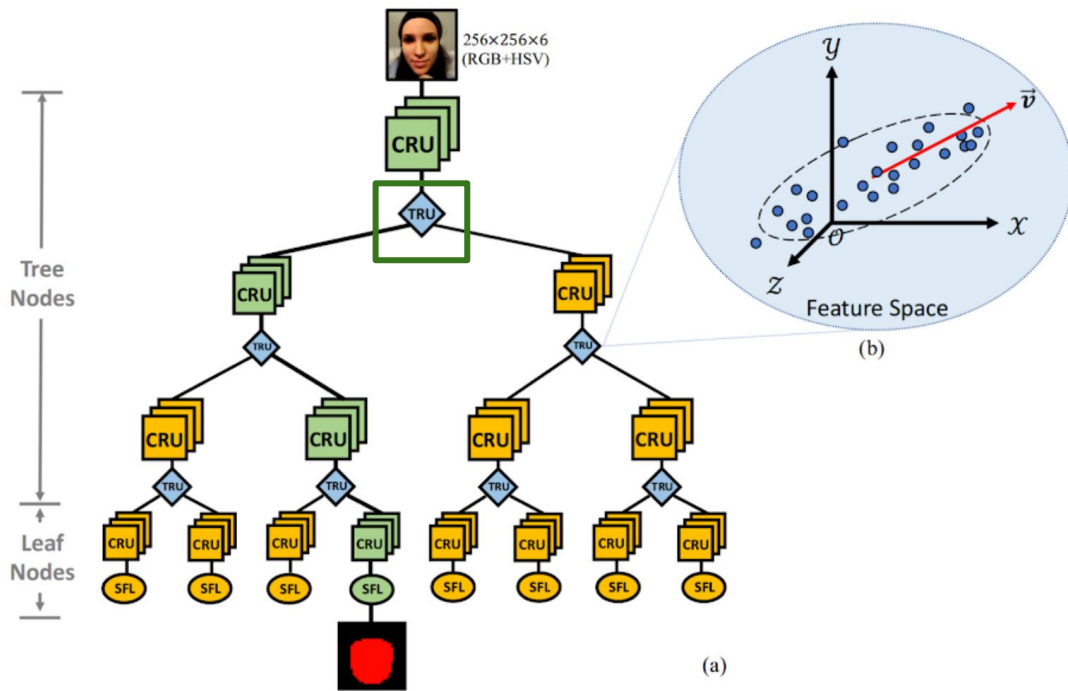 256×256×6
(RGB+HSV)
CRU
TRU
CRU
CRU
TRU
TRU
CRU
CRU
CRU
CRU
TRU
TRU
TRU
TRU
CRU
CRU
CRU
CRU
CRU
CRU
CRU
CRU
SFL
SFL
SFL
SFL
SFL
SFL
SFL
SFL
Tree
Nodes
Leaf
Nodes
(a)
𝒴
v⃗
𝒪
𝒳
𝒵
Feature Space
(b)